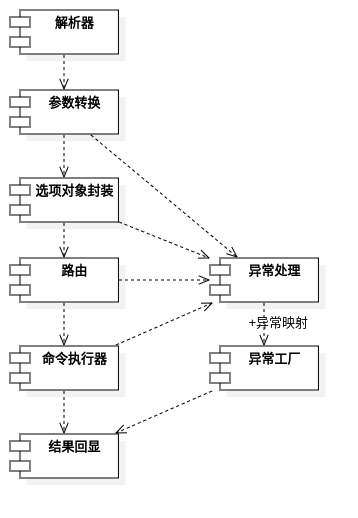 解析器
参数转换
选项对象封装
路由
异常处理
+异常映射
命令执行器
异常工厂
结果回显